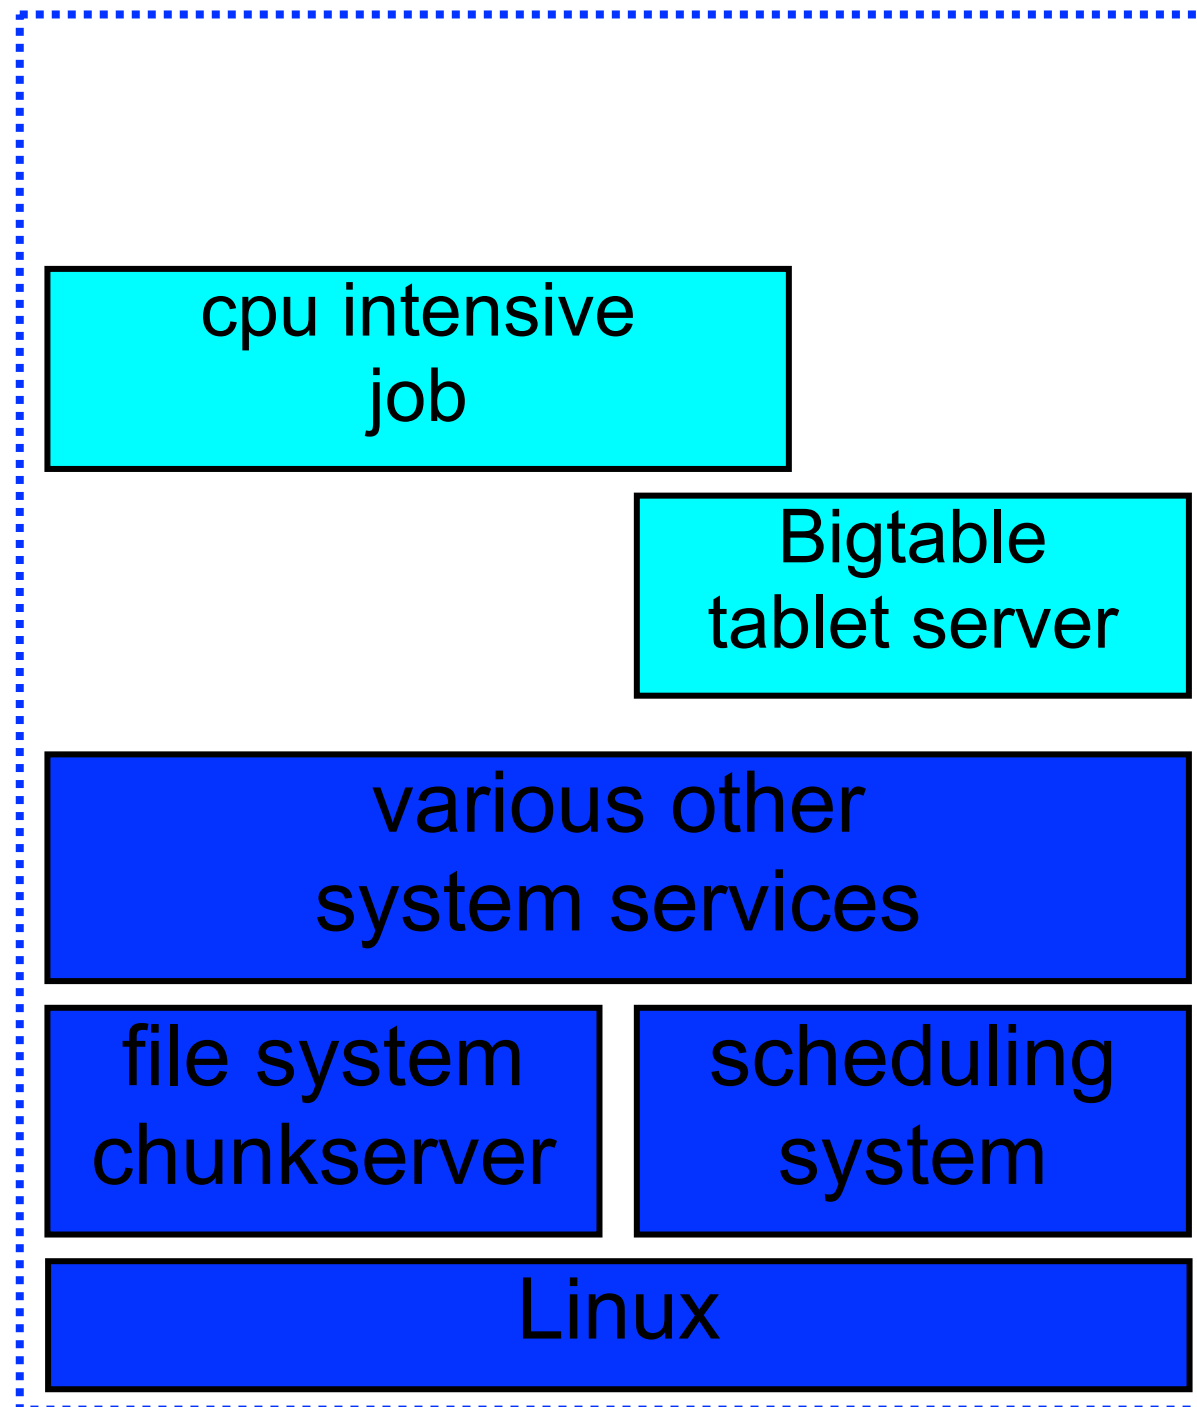 cpu intensive
job
Bigtable
tablet server
various other
system services
file system
chunkserver
scheduling
system
Linux